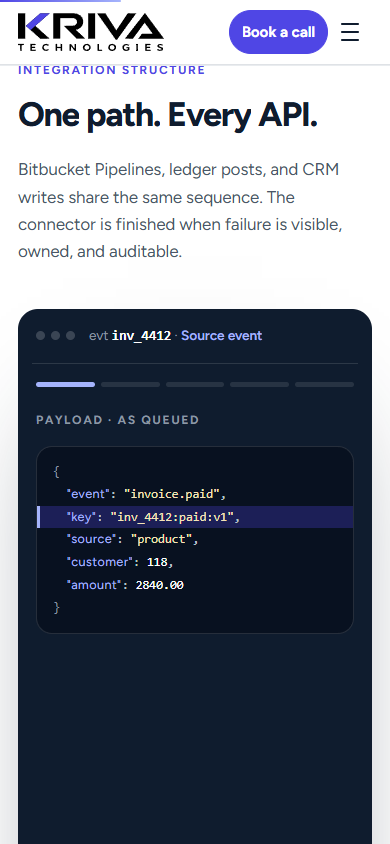 KRIVA
TECHNOLOGIES
Book a call
INTEGRATION STRUCTURE
One path. Every API.
Bitbucket Pipelines, ledger posts, and CRM
writes share the same sequence. The
connector is finished when failure is visible,
owned, and auditable.
evt inv_4412 · Source event
PAYLOAD · AS QUEUED
{
"event": "invoice.paid",
"key": "inv_4412:paid:v1",
"source": "product",
"customer": 118,
"amount": 2840.00
}